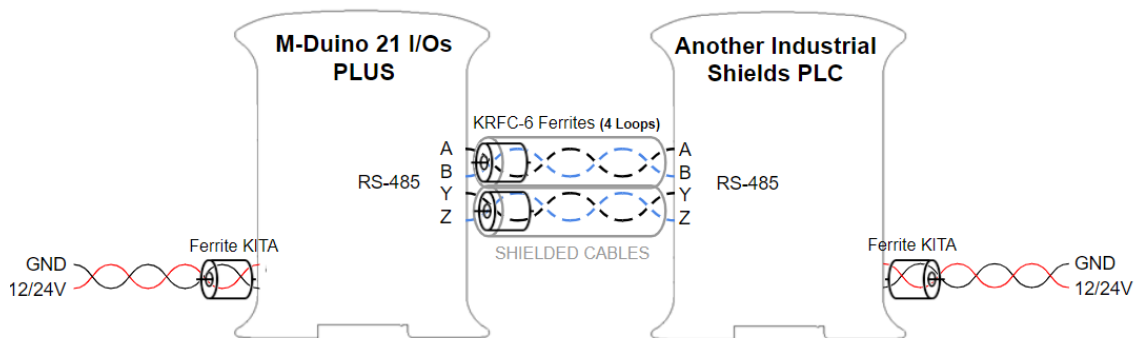 M-Duino 21 I/Os
PLUS
Another Industrial
Shields PLC
KRFC-6 Ferrites (4 Loops)
A
B
Y
Z
RS-485
A
B
Y
Z
RS-485
SHIELDED CABLES
Ferrite KITA
GND
12/24V
Ferrite KITA
GND
12/24V